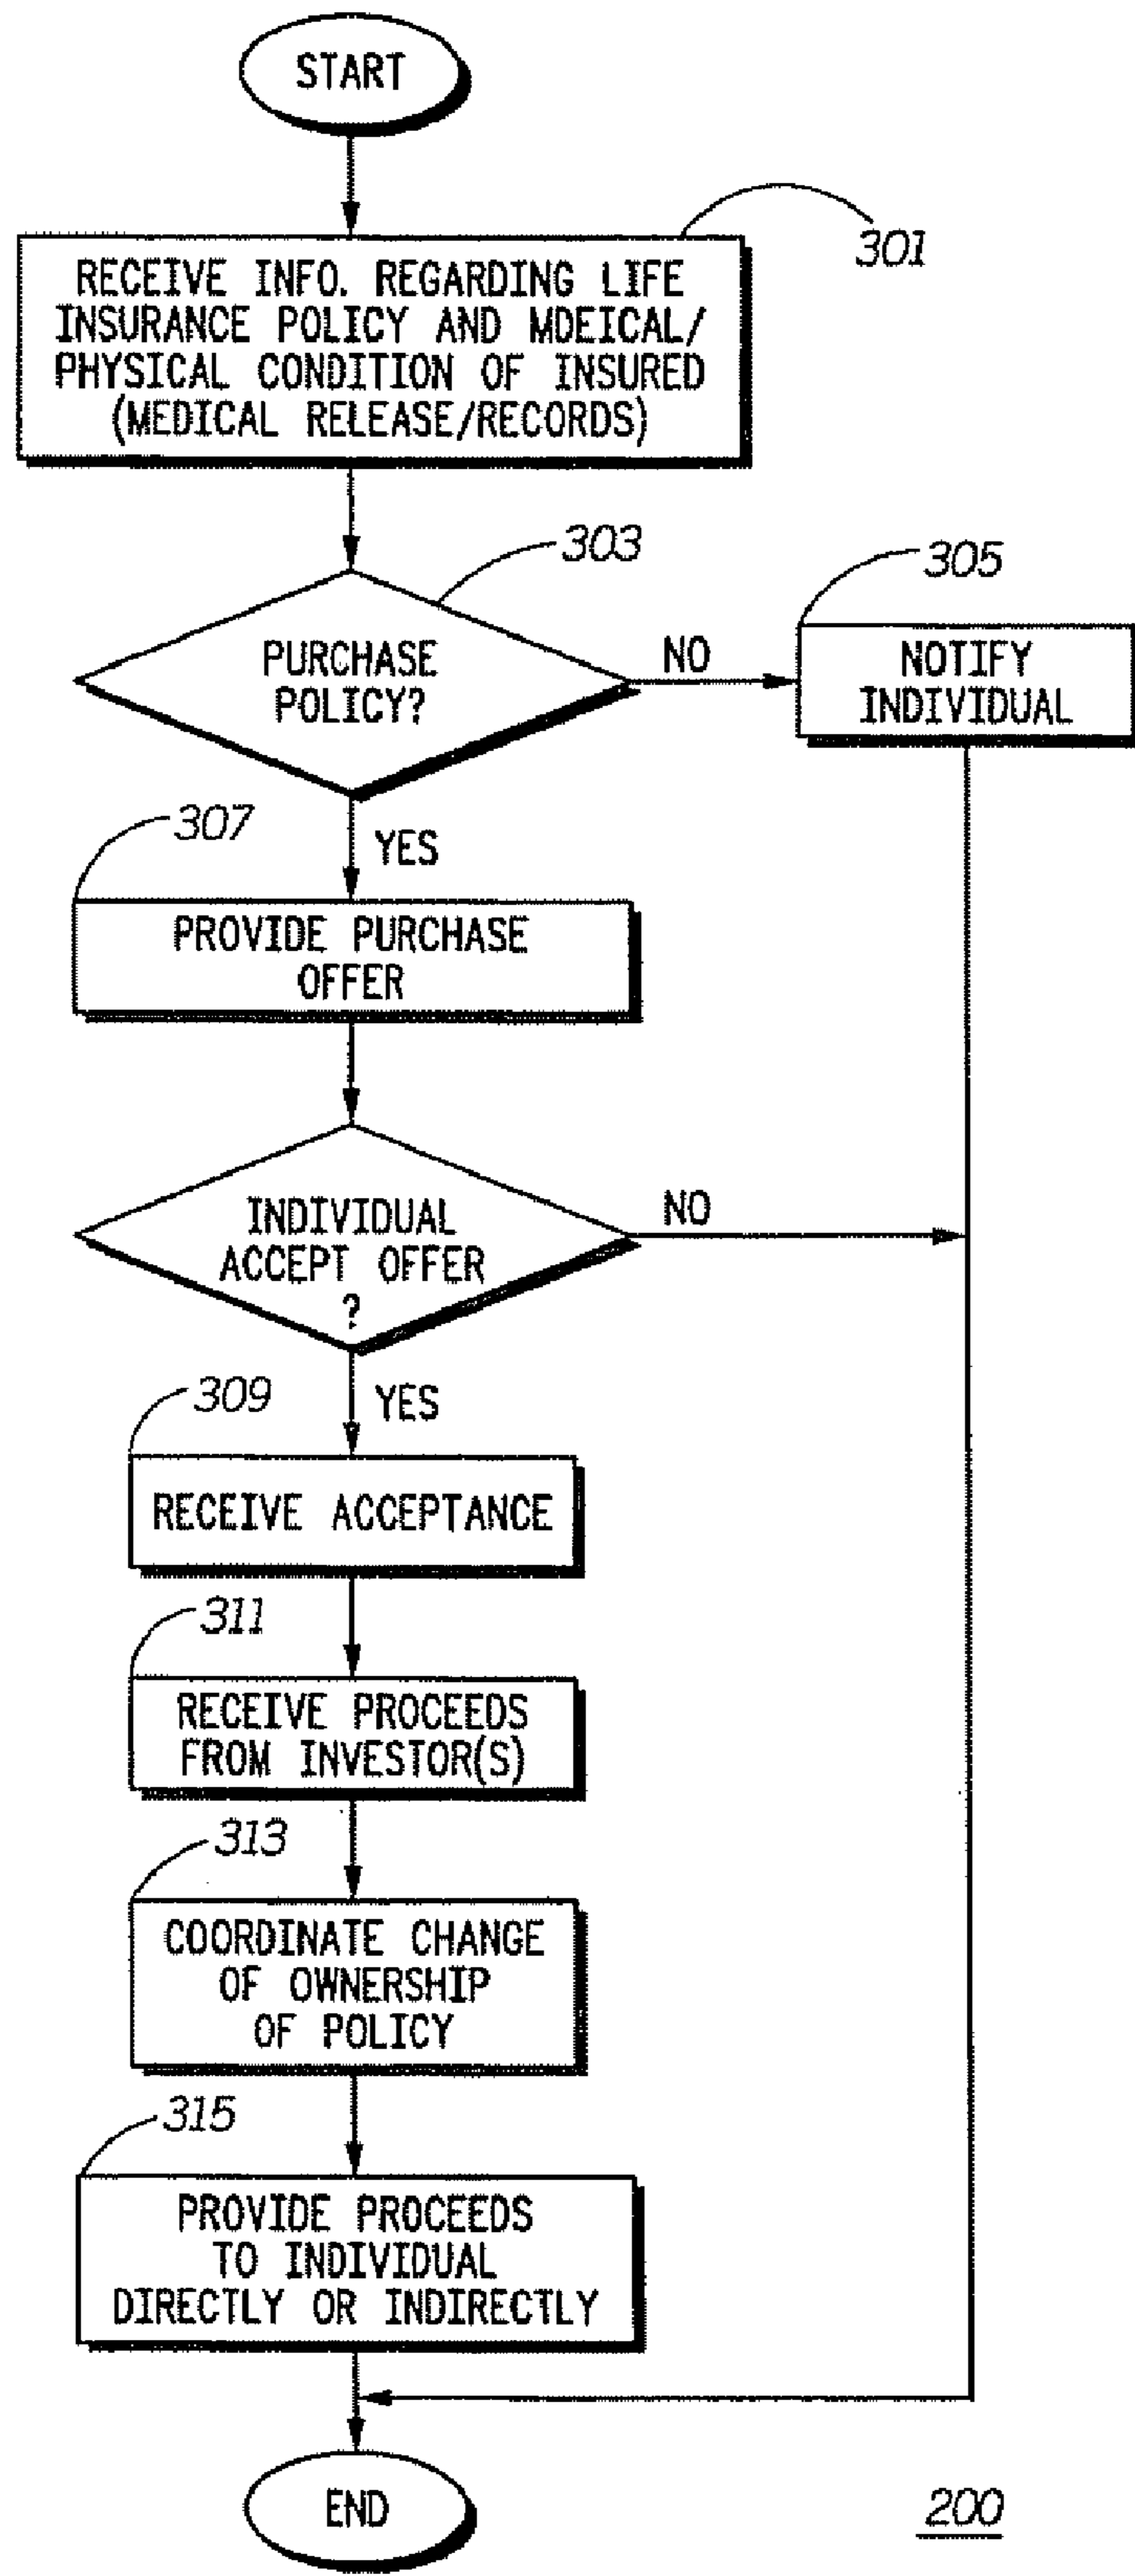 START
301
RECEIVE INFO. REGARDING LIFE
INSURANCE POLICY AND MDEICAL/
PHYSICAL CONDITION OF INSURED
(MEDICAL RELEASE/RECORDS)
303
305
PURCHASE
POLICY?
NO
NOTIFY
INDIVIDUAL
307
YES
PROVIDE PURCHASE
OFFER
INDIVIDUAL
ACCEPT OFFER
?
NO
309
YES
RECEIVE ACCEPTANCE
311
RECEIVE PROCEEDS
FROM INVESTOR(S)
313
COORDINATE CHANGE
OF OWNERSHIP
OF POLICY
315
PROVIDE PROCEEDS
TO INDIVIDUAL
DIRECTLY OR INDIRECTLY
END
200